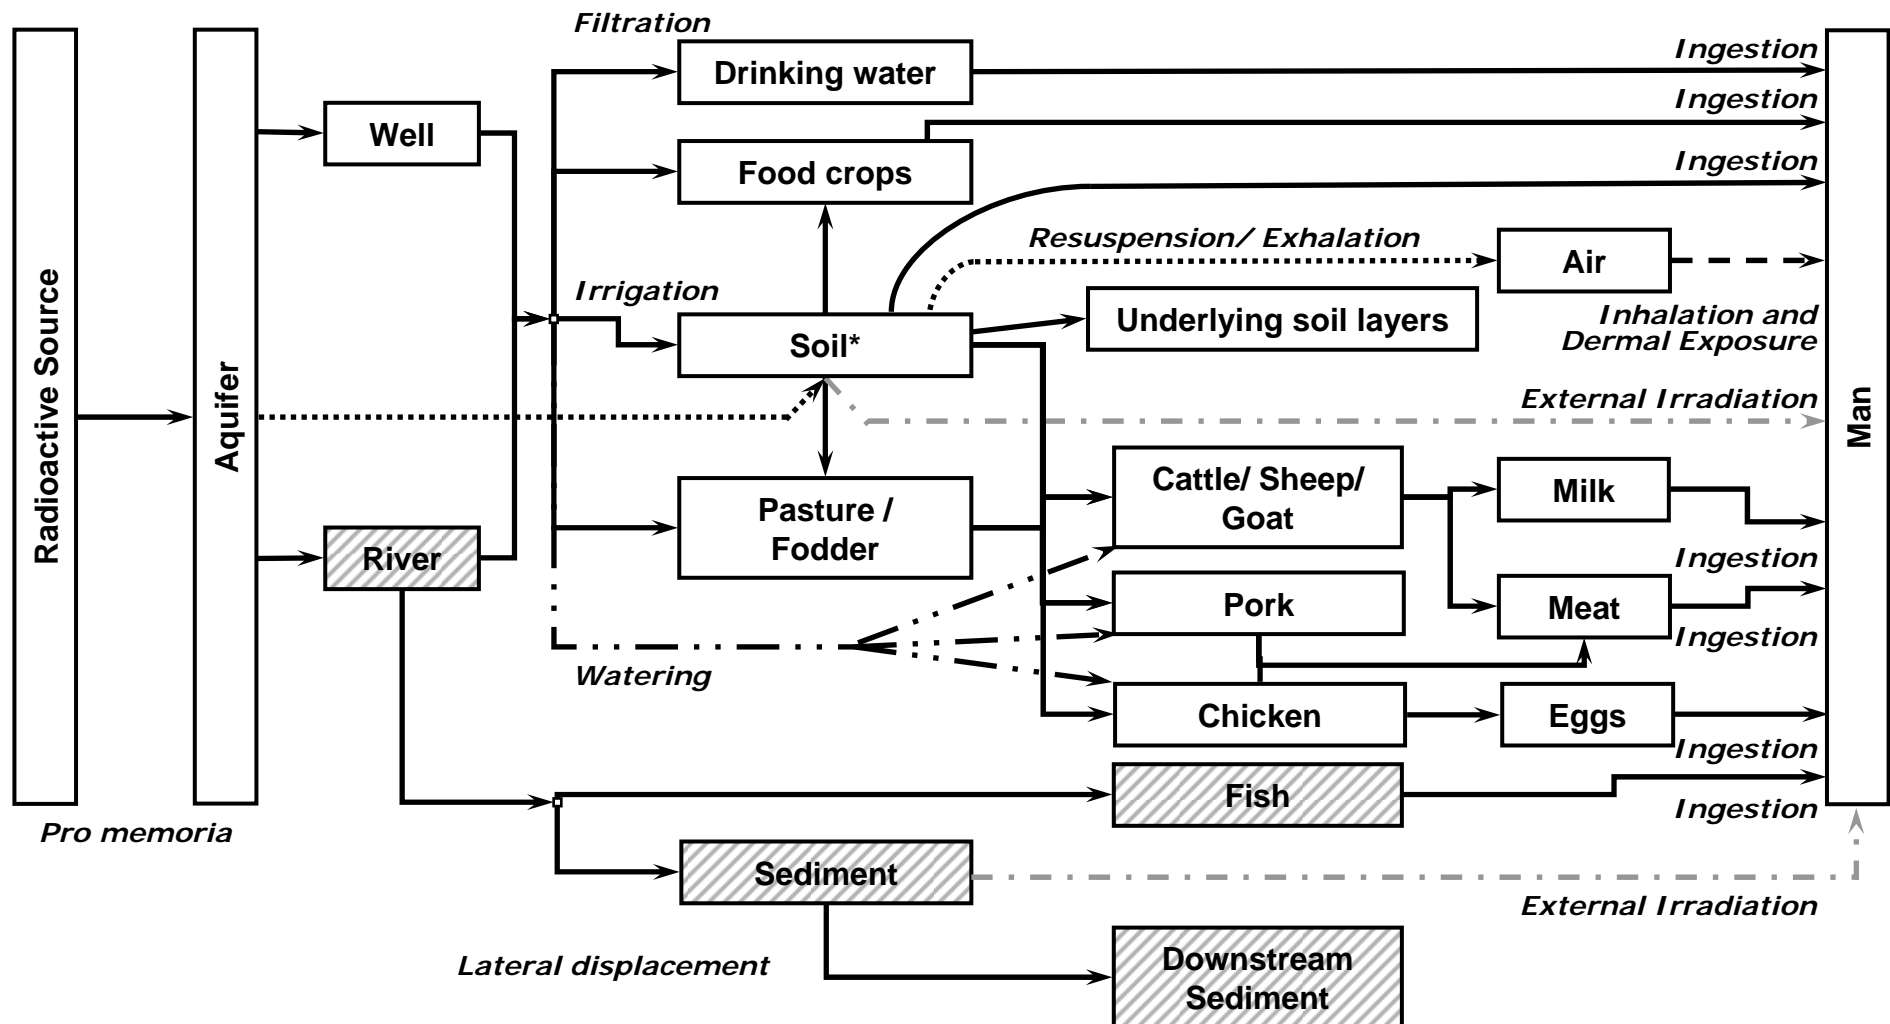 Filtration
Drinking water
Ingestion
Ingestion
Well
Food crops
Ingestion
Resuspension/ Exhalation
Air
Irrigation
Soil*
Underlying soil layers
Inhalation and
Dermal Exposure
Radioactive Source
Aquifer
Man
External Irradiation
Cattle/ Sheep/
Goat
Milk
Pasture /
Fodder
River
Ingestion
Pork
Meat
Ingestion
Watering
Chicken
Eggs
Ingestion
Fish
Ingestion
Pro memoria
Sediment
External Irradiation
Lateral displacement
Downstream
Sediment